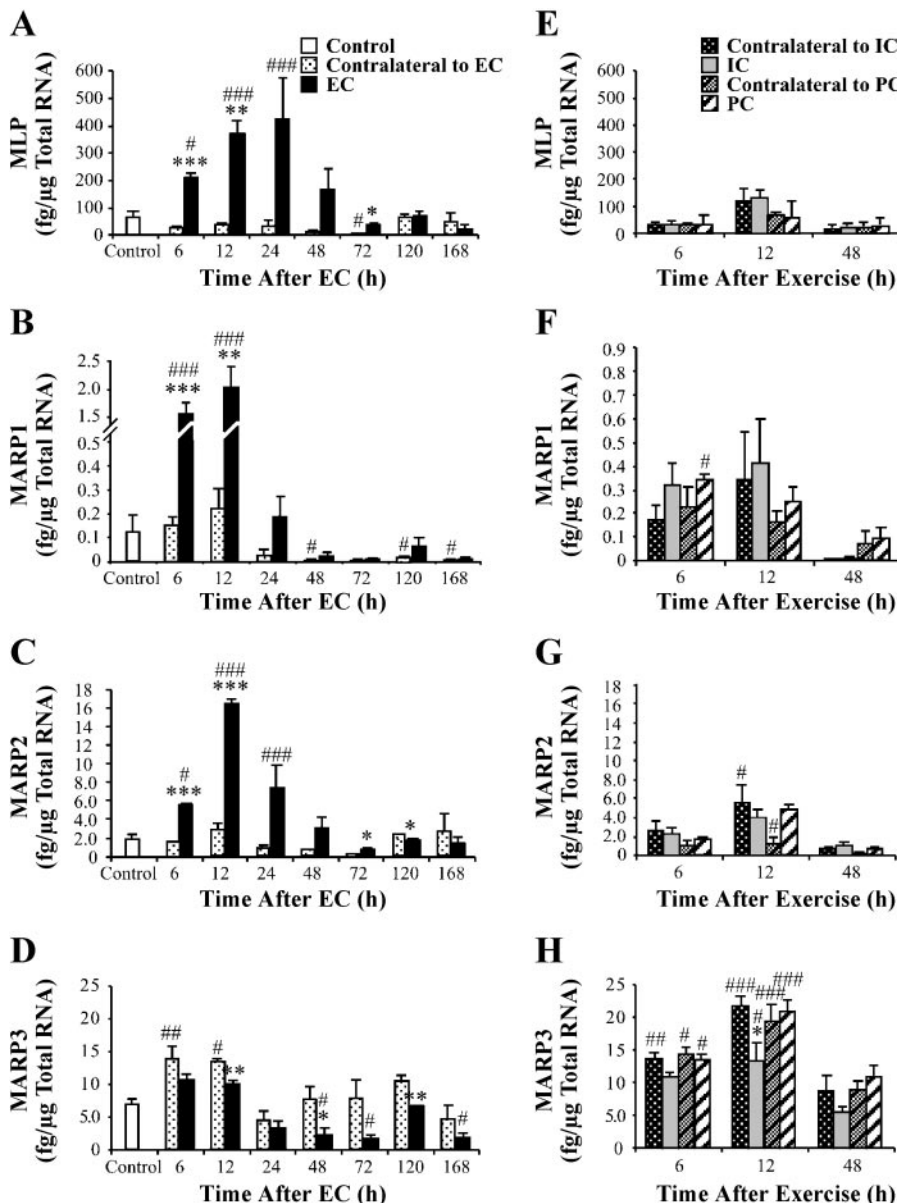 A
Control
Contralateral to EC
EC
MLP
(fg/µg Total RNA)
600
500
400
300
200
100
0
#
***
###
**
###
#
*
Control 6 12 24 48 72 120 168
Time After EC (h)
E
Contralateral to IC
IC
Contralateral to PC
PC
MLP
(fg/µg Total RNA)
600
500
400
300
200
100
0
6 12 48
Time After Exercise (h)
B
MARP1
(fg/µg Total RNA)
2.5
2.0
1.5
0.4
0.3
0.2
0.1
0
###
***
###
**
#
#
#
Control 6 12 24 48 72 120 168
Time After EC (h)
F
MARP1
(fg/µg Total RNA)
0.9
0.8
0.7
0.6
0.5
0.4
0.3
0.2
0.1
0
#
6 12 48
Time After Exercise (h)
C
MARP2
(fg/µg Total RNA)
18
16
14
12
10
8.0
6.0
4.0
2.0
0
#
***
###
***
###
*
*
Control 6 12 24 48 72 120 168
Time After EC (h)
G
MARP2
(fg/µg Total RNA)
18
16
14
12
10
8.0
6.0
4.0
2.0
0
#
#
6 12 48
Time After Exercise (h)
D
MARP3
(fg/µg Total RNA)
25
20
15
10
5.0
0
##
#
**
#
*
#
**
#
Control 6 12 24 48 72 120 168
Time After EC (h)
H
MARP3
(fg/µg Total RNA)
25
20
15
10
5.0
0
##
#
#
###
#
*
###
###
6 12 48
Time After Exercise (h)